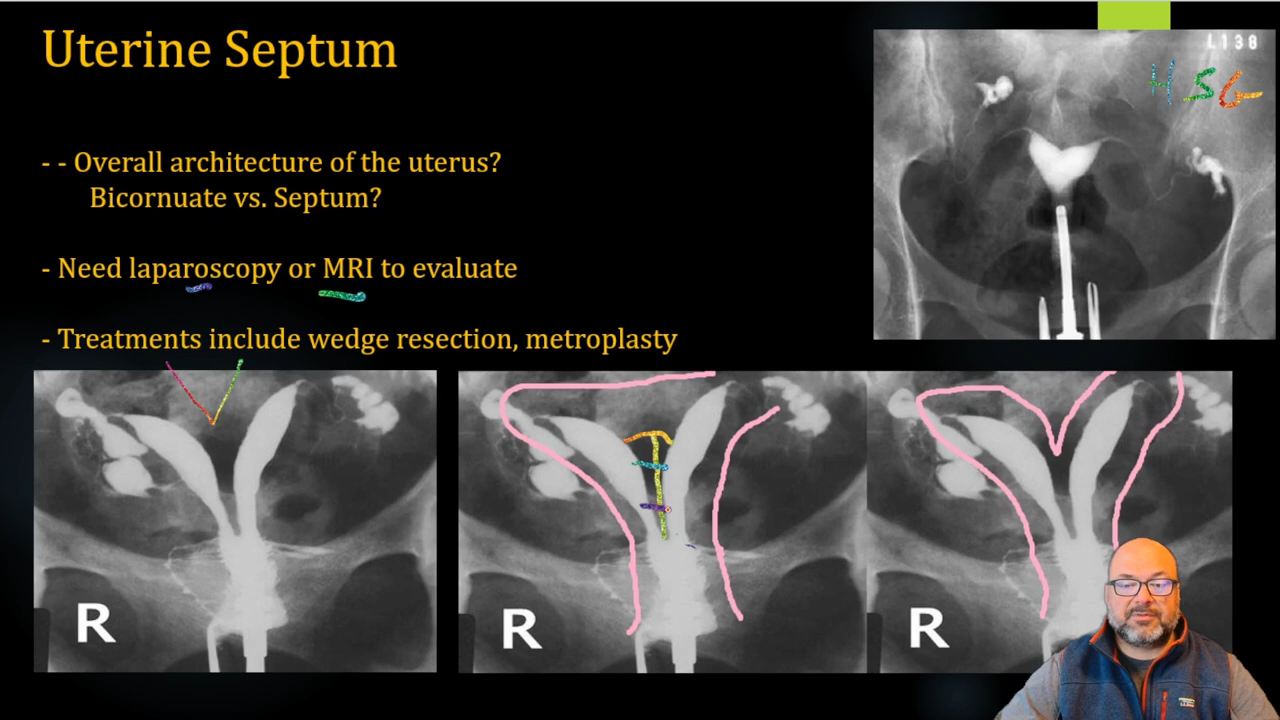 Uterine Septum
L138
HSG
- - Overall architecture of the uterus?
Bicornuate vs. Septum?
- Need laparoscopy or MRI to evaluate
- Treatments include wedge resection, metroplasty
R
R
R